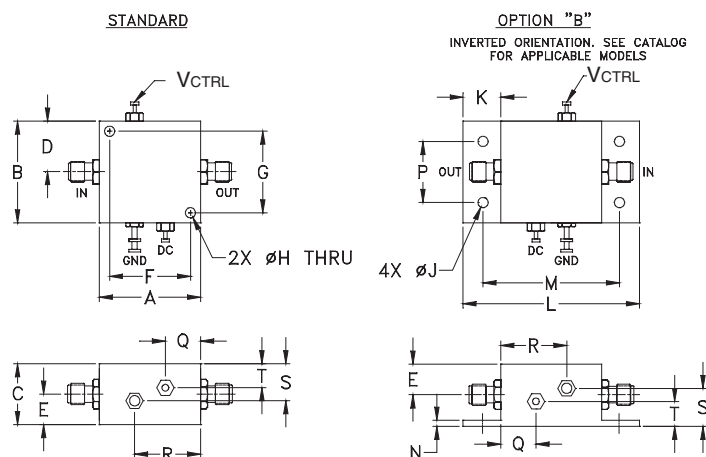 STANDARD
OPTION "B"
INVERTED ORIENTATION. SEE CATALOG
FOR APPLICABLE MODELS
VCTRL
VCTRL
K
D
B
G
P
IN
OUT
OUT
IN
GND
DC
DC
GND
F
A
2X øH THRU
4X øJ
M
L
Q
T
S
C
E
R
R
E
N
Q
T
S